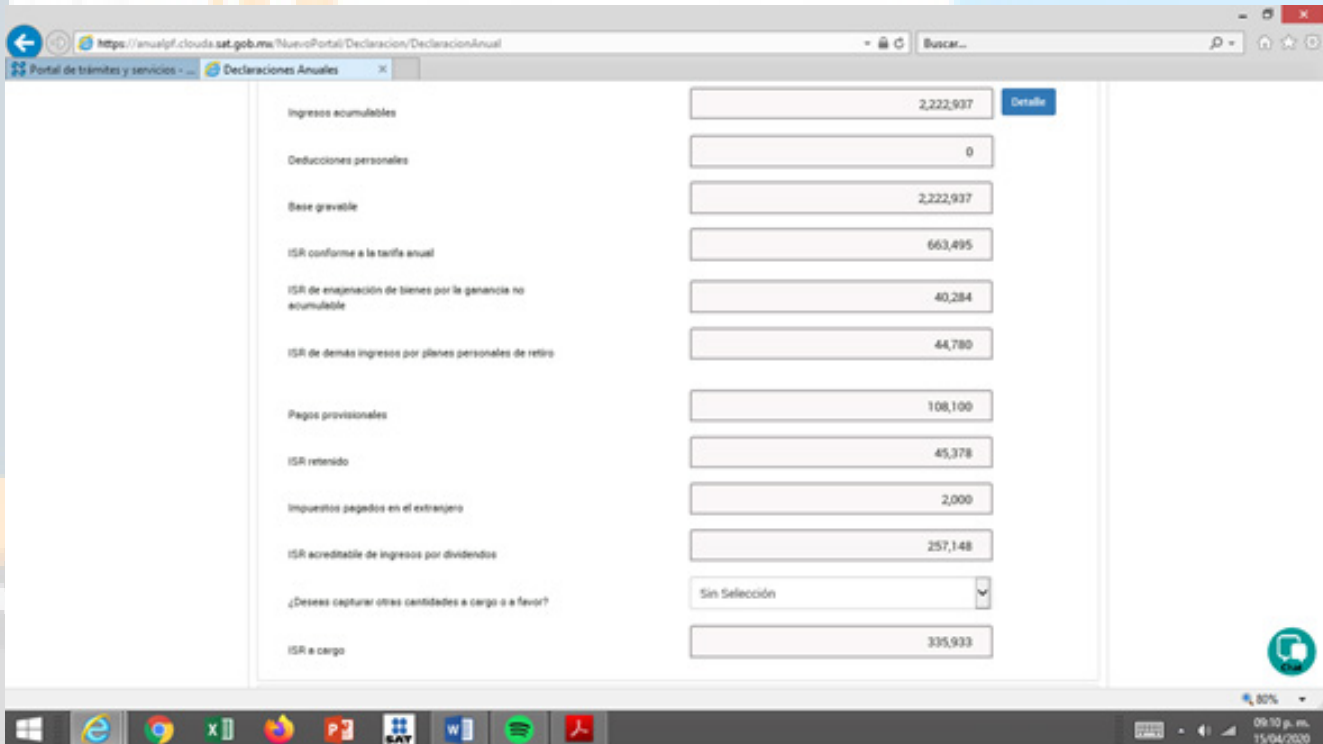 https://anualpf.clouda.sat.gob.mx/NuevoPortal/Declaracion/DeclaracionAnual
Buscar...
Portal de trámites y servicios - ...
Declaraciones Anuales
Ingresos acumulables 2,222,937 Detalle
Deducciones personales 0
Base gravable 2,222,937
ISR conforme a la tarifa anual 663,495
ISR de enajenación de bienes por la ganancia no
acumulable 40,284
ISR de demás ingresos por planes personales de retiro 44,780
Pagos provisionales 108,100
ISR retenido 45,378
Impuestos pagados en el extranjero 2,000
ISR acreditable de ingresos por dividendos 257,148
¿Deseas capturar otras cantidades a cargo o a favor? Sin Selección
ISR a cargo 335,933
Chat
80%
SAT
09:10 p. m.
15/04/2020